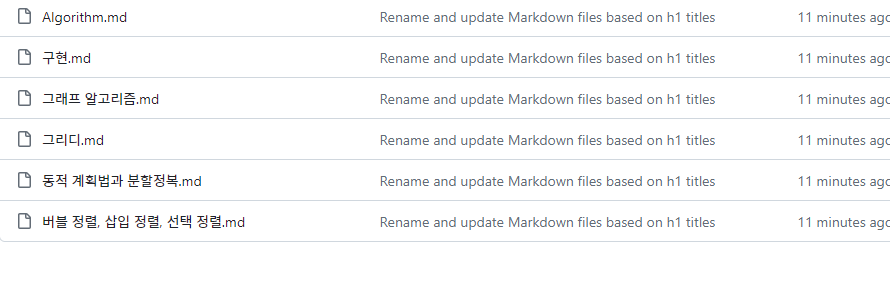 Algorithm.md Rename and update Markdown files based on h1 titles 11 minutes ago
구현.md Rename and update Markdown files based on h1 titles 11 minutes ago
그래프 알고리즘.md Rename and update Markdown files based on h1 titles 11 minutes ago
그리디.md Rename and update Markdown files based on h1 titles 11 minutes ago
동적 계획법과 분할정복.md Rename and update Markdown files based on h1 titles 11 minutes ago
버블 정렬, 삽입 정렬, 선택 정렬.md Rename and update Markdown files based on h1 titles 11 minutes ago